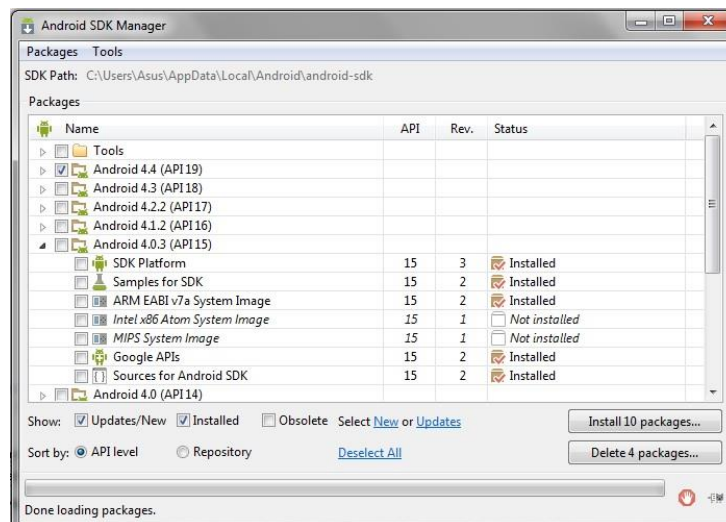 Android SDK Manager
Packages Tools
SDK Path: C:\Users\Asus\AppData\Local\Android\android-sdk
Packages
Name API Rev. Status
Tools
Android 4.4 (API 19)
Android 4.3 (API 18)
Android 4.2.2 (API 17)
Android 4.1.2 (API 16)
Android 4.0.3 (API 15)
SDK Platform 15 3 Installed
Samples for SDK 15 2 Installed
ARM EABI v7a System Image 15 2 Installed
Intel x86 Atom System Image 15 1 Not installed
MIPS System Image 15 1 Not installed
Google APIs 15 2 Installed
Sources for Android SDK 15 2 Installed
Android 4.0 (API 14)
Show: Updates/New Installed Obsolete Select New or Updates Install 10 packages...
Sort by: API level Repository Deselect All Delete 4 packages...
Done loading packages.